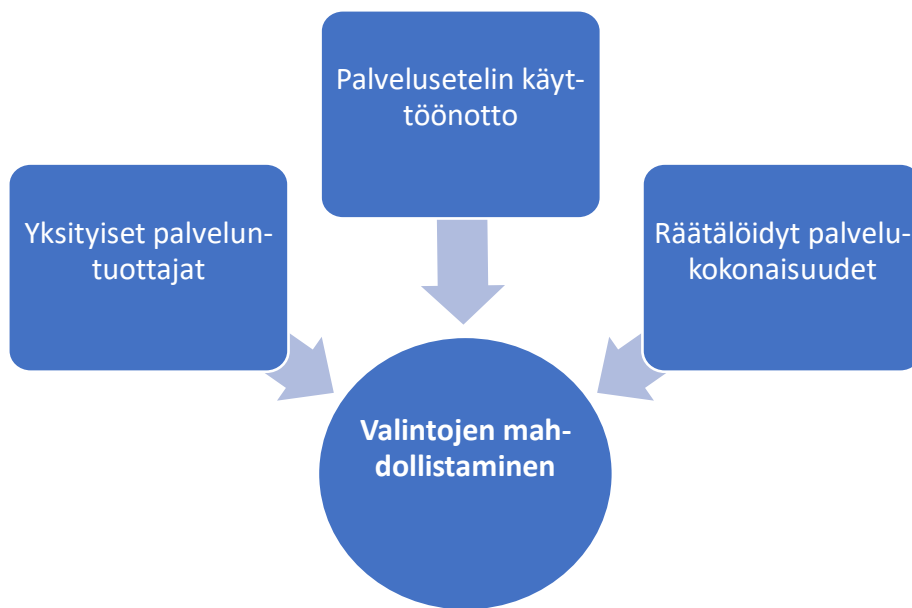 Palvelusetelin käyt-
töönotto
Yksityiset palvelun-
tuottajat
Räätälöidyt palvelu-
kokonaisuudet
Valintojen mah-
dollistaminen